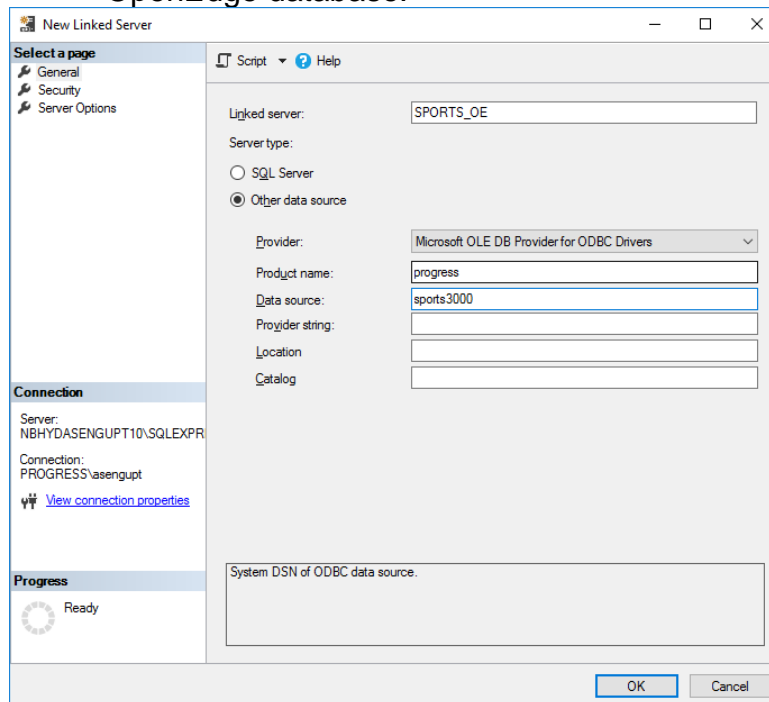 OpenEdge database.
New Linked Server
Select a page
General
Security
Server Options
Script Help
Linked server: SPORTS_OE
Server type:
SQL Server
Other data source
Provider: Microsoft OLE DB Provider for ODBC Drivers
Product name: progress
Data source: sports3000
Provider string:
Location
Catalog
Connection
Server:
NBHYDASENGUPT10\SQLEXPR
Connection:
PROGRESS\asengupt
View connection properties
Progress
Ready
System DSN of ODBC data source.
OK Cancel